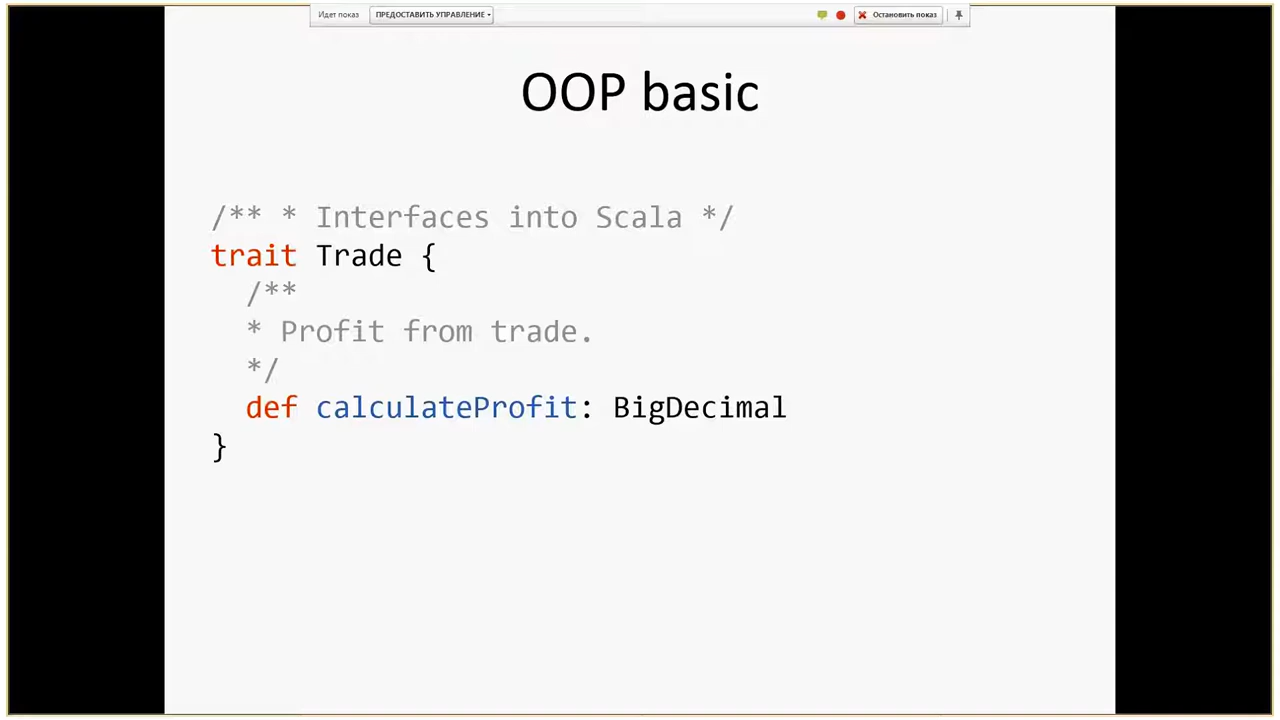 Идет показ ПРЕДОСТАВИТЬ УПРАВЛЕНИЕ Остановить показ
OOP basic
/** * Interfaces into Scala */
trait Trade {
/**
* Profit from trade.
*/
def calculateProfit: BigDecimal
}